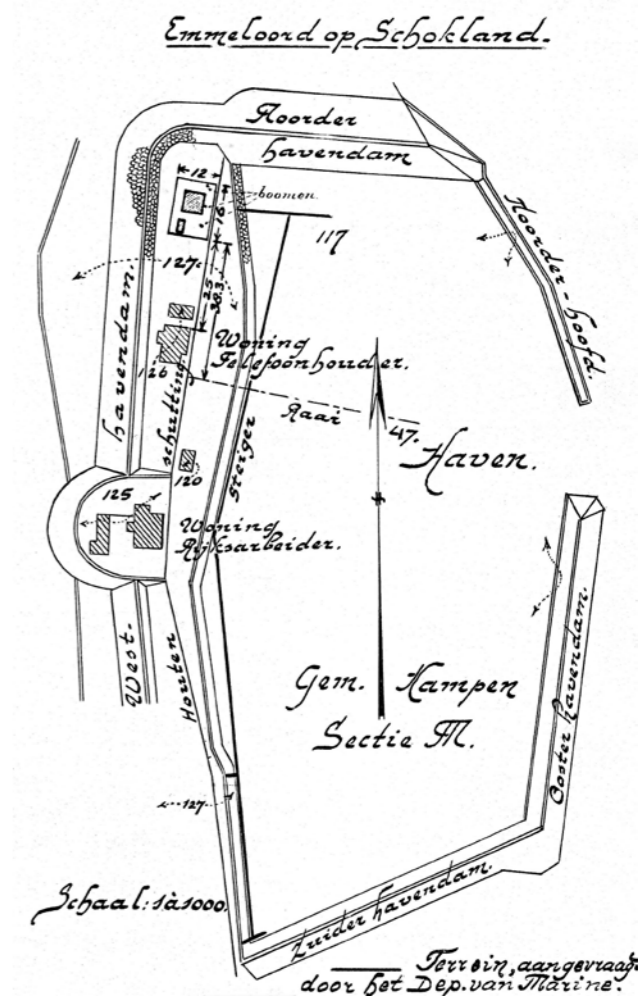 Emmeloord op Schokland.
Noorder
havendam
12
boomen.
16
117
Noorder-hoofd.
127.
25
38.3
havendam.
Woning
Telefoonhouder.
126
schutting
Raai
47.
steiger
Haven.
120
125
Woning
Rijksarbeider.
West-
Houten
Gem. Kampen
Sectie M.
Ooster havendam.
127
Schaal: 1à1000.
Zuider havendam.
Terrein, aangevraagd
door het Dep. van Marine.